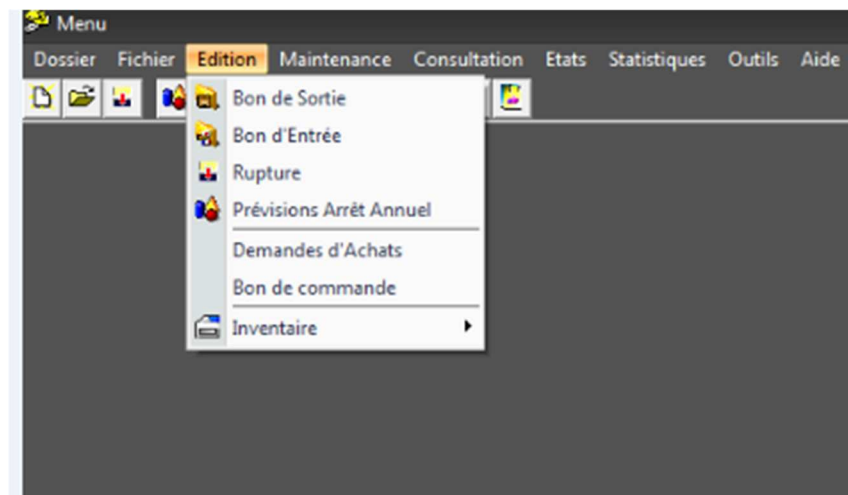 Menu
Dossier Fichier Edition Maintenance Consultation Etats Statistiques Outils Aide
Bon de Sortie
Bon d'Entrée
Rupture
Prévisions Arrêt Annuel
Demandes d'Achats
Bon de commande
Inventaire